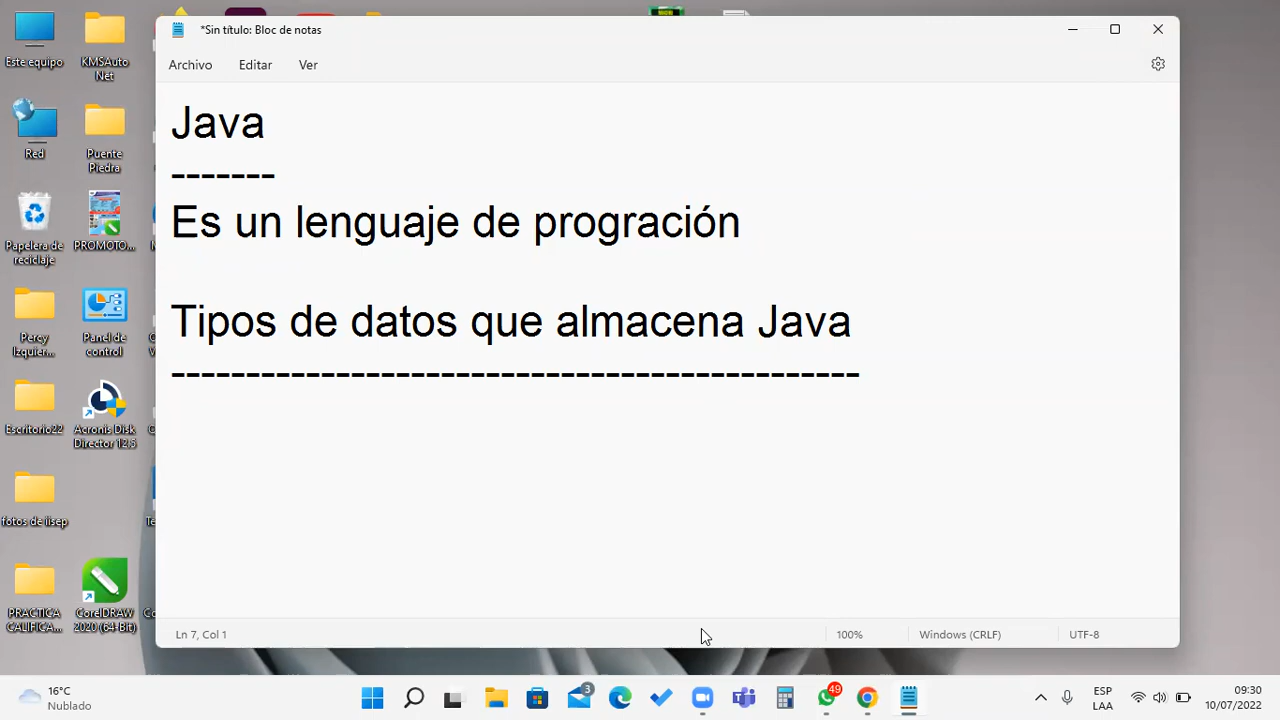 *Sin título: Bloc de notas
Archivo Editar Ver
Java
-------
Es un lenguaje de progración
Tipos de datos que almacena Java
----------------------------------------------
Ln 7, Col 1
100%
Windows (CRLF)
UTF-8
Este equipo
KMSAuto
Net
Red
Puente
Piedra
Papelera de
reciclaje
PROMOTO...
Percy
Izquier...
Panel de
control
Escritorio22
Acronis Disk
Director 12.5
fotos de iisep
PRACTICA
CALIFICA...
CorelDRAW
2020 (64-Bit)
16°C
Nublado
3
49
ESP
LAA
09:30
10/07/2022